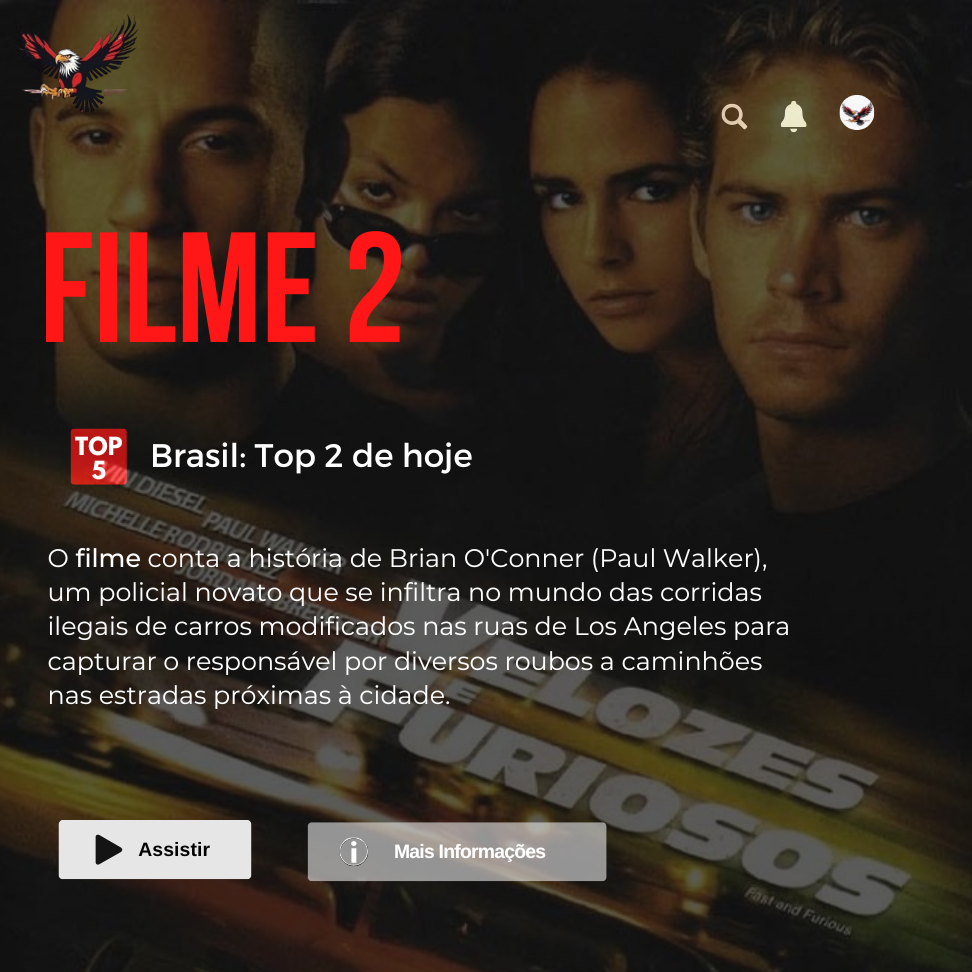 FILME 2
TOP
5
Brasil: Top 2 de hoje
VIN DIESEL PAUL WALKER
MICHELLE RODRIGUEZ
JORDANA BREWSTER
O filme conta a história de Brian O'Conner (Paul Walker),
um policial novato que se infiltra no mundo das corridas
ilegais de carros modificados nas ruas de Los Angeles para
capturar o responsável por diversos roubos a caminhões
nas estradas próximas à cidade.
VELOZES
E
FURIOSOS
Fast and Furious
Assistir
Mais Informações